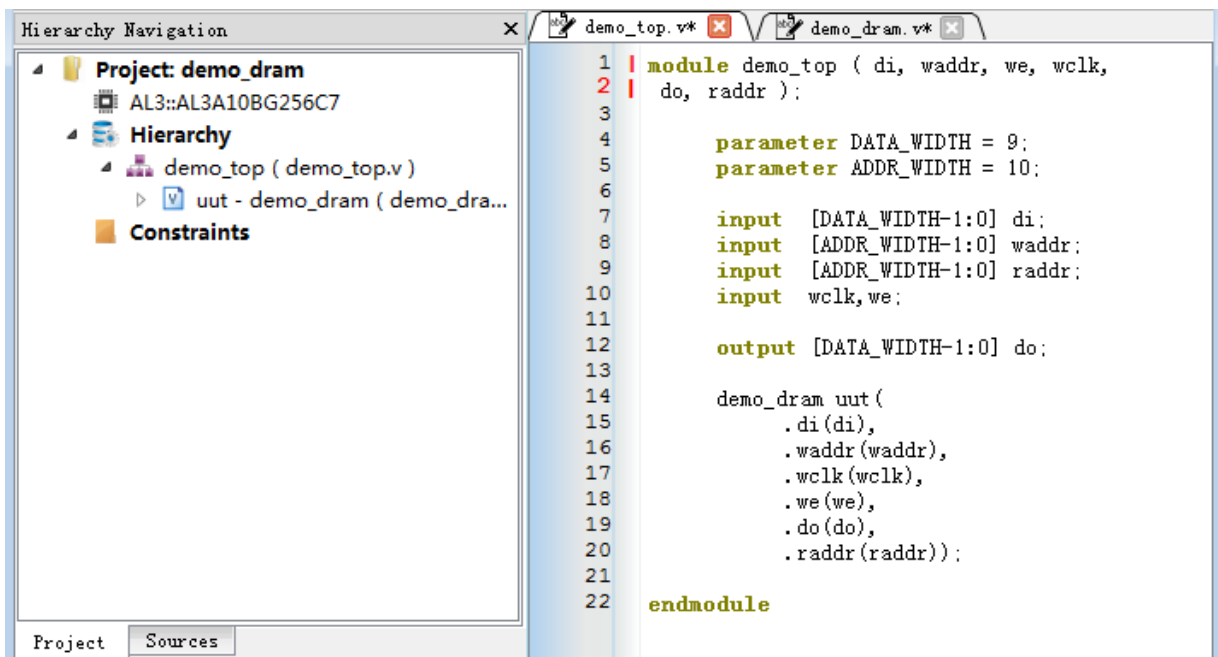 Hierarchy Navigation
Project: demo_dram
AL3::AL3A10BG256C7
Hierarchy
demo_top ( demo_top.v )
uut - demo_dram ( demo_dra...
Constraints
Project Sources
demo_top.v* demo_dram.v*
1 module demo_top ( di, waddr, we, wclk,
2 do, raddr );
3
4 parameter DATA_WIDTH = 9;
5 parameter ADDR_WIDTH = 10;
6
7 input [DATA_WIDTH-1:0] di;
8 input [ADDR_WIDTH-1:0] waddr;
9 input [ADDR_WIDTH-1:0] raddr;
10 input wclk,we;
11
12 output [DATA_WIDTH-1:0] do;
13
14 demo_dram uut(
15 .di(di),
16 .waddr(waddr),
17 .wclk(wclk),
18 .we(we),
19 .do(do),
20 .raddr(raddr));
21
22 endmodule